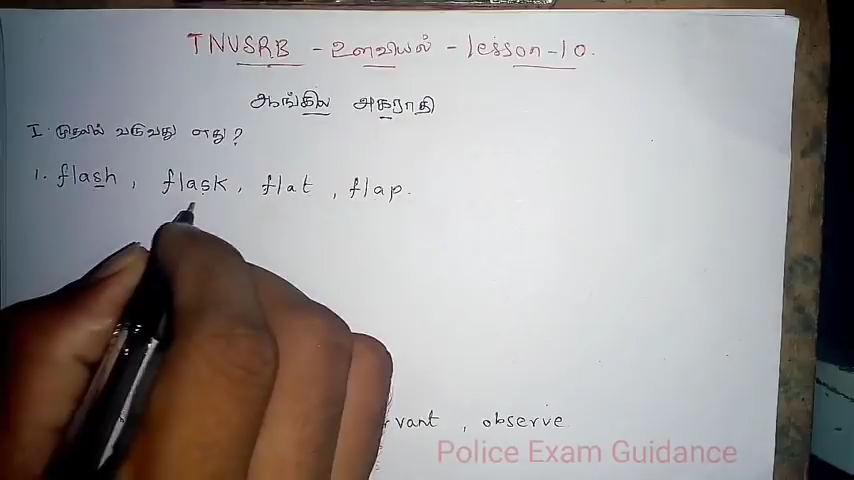 TNUSRB - உளவியல் - lesson - 10.
ஆங்கில அகராதி
I. முதலில் வருவது எது?
1. flash, flask, flat, flap.
rvant, observe
Police Exam Guidance